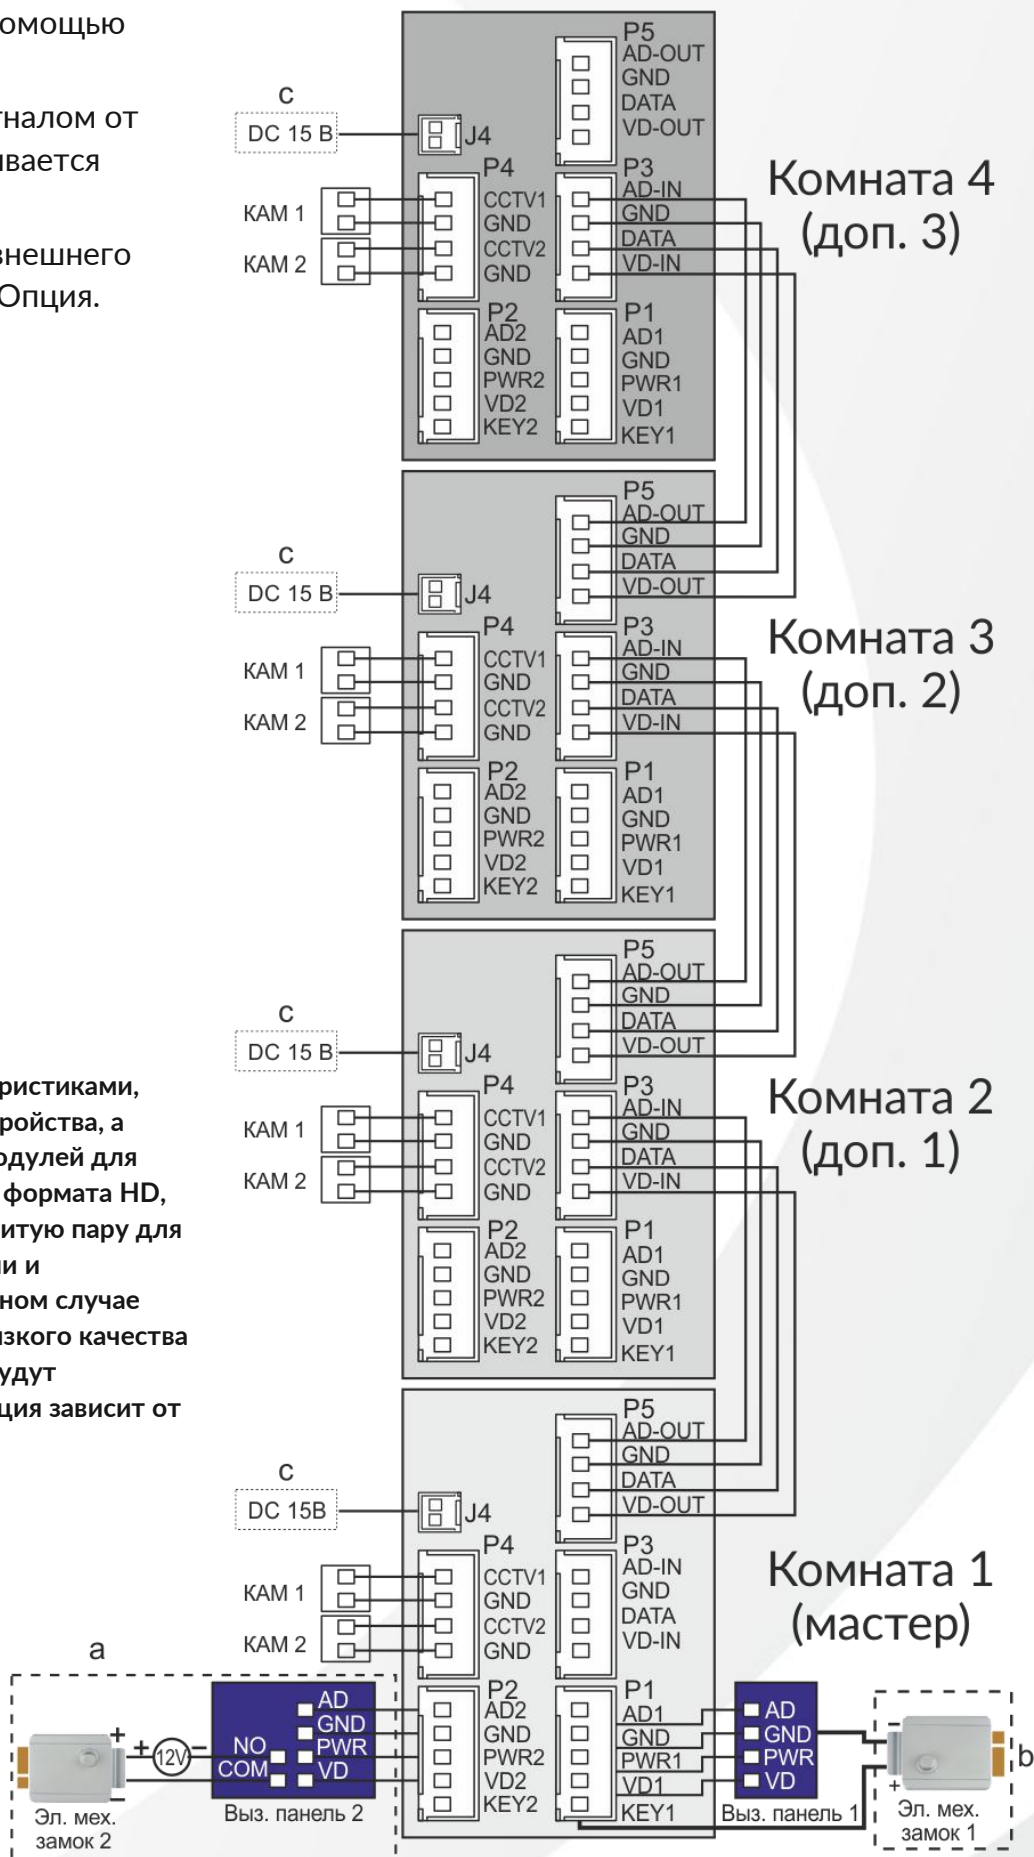 омощью
гналом от
ивается
внешнего
Опция.
ристиками,
ройства, а
одулей для
формата HD,
витую пару для
ии и
ном случае
изкого качества
будут
ция зависит от
P5
AD-OUT
GND
DATA
VD-OUT
c
DC 15 В
J4
P4
CCTV1
GND
CCTV2
GND
КАМ 1
КАМ 2
P3
AD-IN
GND
DATA
VD-IN
Комната 4
(доп. 3)
P2
AD2
GND
PWR2
VD2
KEY2
P1
AD1
GND
PWR1
VD1
KEY1
P5
AD-OUT
GND
DATA
VD-OUT
c
DC 15 В
J4
P4
CCTV1
GND
CCTV2
GND
КАМ 1
КАМ 2
P3
AD-IN
GND
DATA
VD-IN
Комната 3
(доп. 2)
P2
AD2
GND
PWR2
VD2
KEY2
P1
AD1
GND
PWR1
VD1
KEY1
P5
AD-OUT
GND
DATA
VD-OUT
c
DC 15 В
J4
P4
CCTV1
GND
CCTV2
GND
КАМ 1
КАМ 2
P3
AD-IN
GND
DATA
VD-IN
Комната 2
(доп. 1)
P2
AD2
GND
PWR2
VD2
KEY2
P1
AD1
GND
PWR1
VD1
KEY1
P5
AD-OUT
GND
DATA
VD-OUT
c
DC 15В
J4
P4
CCTV1
GND
CCTV2
GND
КАМ 1
КАМ 2
P3
AD-IN
GND
DATA
VD-IN
Комната 1
(мастер)
a
P2
AD2
GND
PWR2
VD2
KEY2
P1
AD1
GND
PWR1
VD1
KEY1
AD
GND
PWR
VD
NO
COM
+
−
+
12V
−
Эл. мех.
замок 2
Выз. панель 2
AD
GND
PWR
VD
Выз. панель 1
−
+
b
Эл. мех.
замок 1